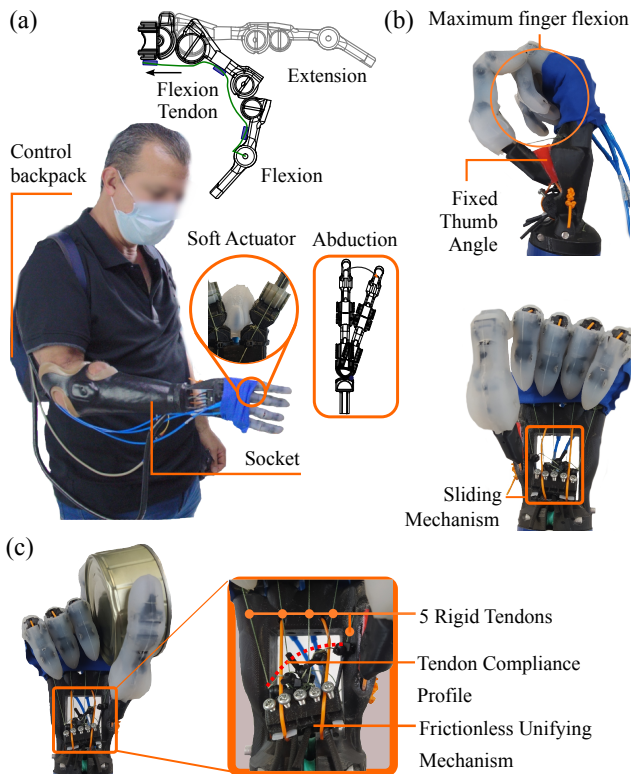 (a)
Extension
Flexion
Tendon
Flexion
Control
backpack
Soft Actuator
Abduction
Socket
(b)
Maximum finger flexion
Fixed
Thumb
Angle
Sliding
Mechanism
(c)
5 Rigid Tendons
Tendon Compliance
Profile
Frictionless Unifying
Mechanism